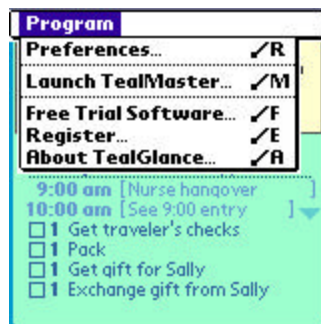 Program
Preferences... ⁄R
Launch TealMaster... ⁄M
Free Trial Software... ⁄F
Register... ⁄E
About TealGlance... ⁄A
9:00 am [Nurse hangover ]
10:00 am [See 9:00 entry ]
1 Get traveler's checks
1 Pack
1 Get gift for Sally
1 Exchange gift from Sally